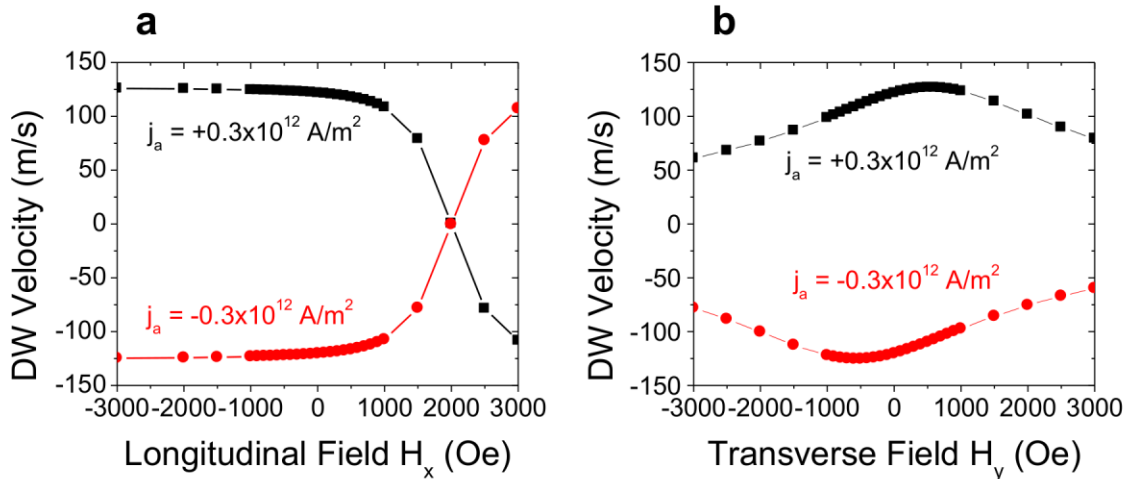 a
150
100
50
0
-50
-100
-150
DW Velocity (m/s)
j_a = +0.3x10^12 A/m^2
j_a = -0.3x10^12 A/m^2
-3000 -2000 -1000 0 1000 2000 3000
Longitudinal Field H_x (Oe)
b
150
100
50
0
-50
-100
-150
DW Velocity (m/s)
j_a = +0.3x10^12 A/m^2
j_a = -0.3x10^12 A/m^2
-3000 -2000 -1000 0 1000 2000 3000
Transverse Field H_y (Oe)